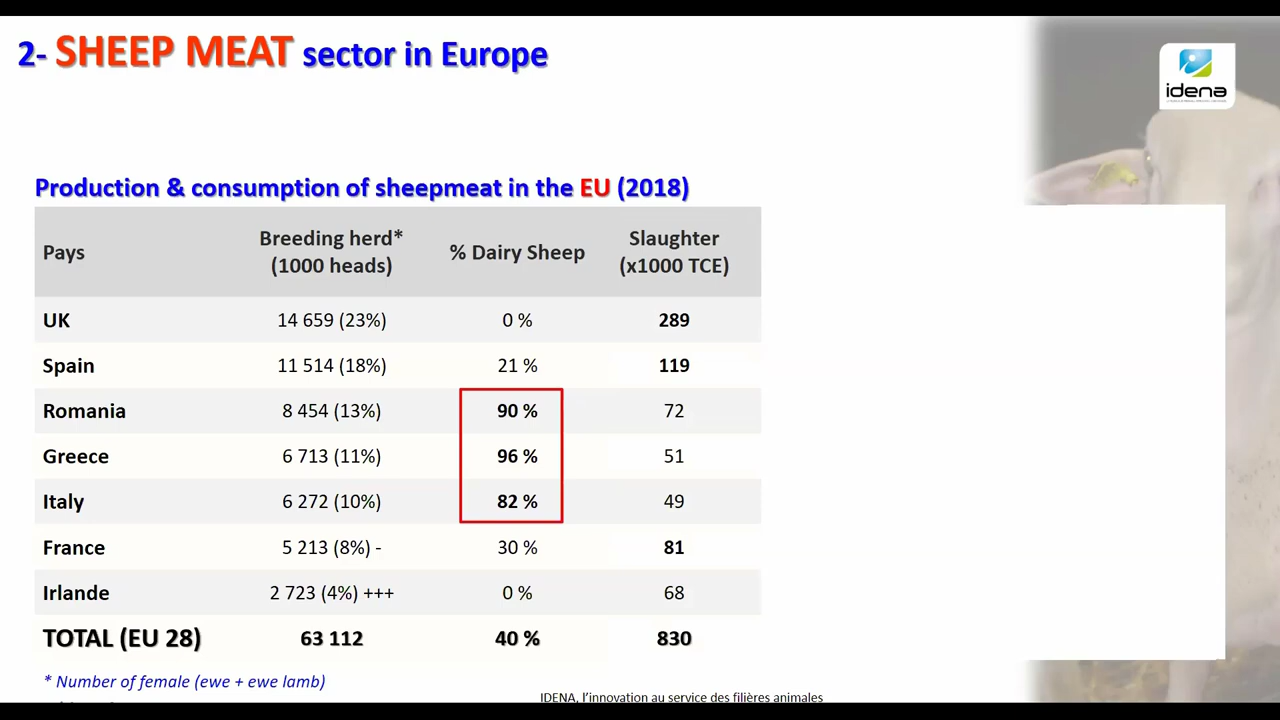 2- SHEEP MEAT sector in Europe
idena
Production & consumption of sheepmeat in the EU (2018)
Pays Breeding herd* (1000 heads) % Dairy Sheep Slaughter (x1000 TCE)
UK 14 659 (23%) 0 % 289
Spain 11 514 (18%) 21 % 119
Romania 8 454 (13%) 90 % 72
Greece 6 713 (11%) 96 % 51
Italy 6 272 (10%) 82 % 49
France 5 213 (8%) - 30 % 81
Irlande 2 723 (4%) +++ 0 % 68
TOTAL (EU 28) 63 112 40 % 830
* Number of female (ewe + ewe lamb)
IDENA, l'innovation au service des filières animales